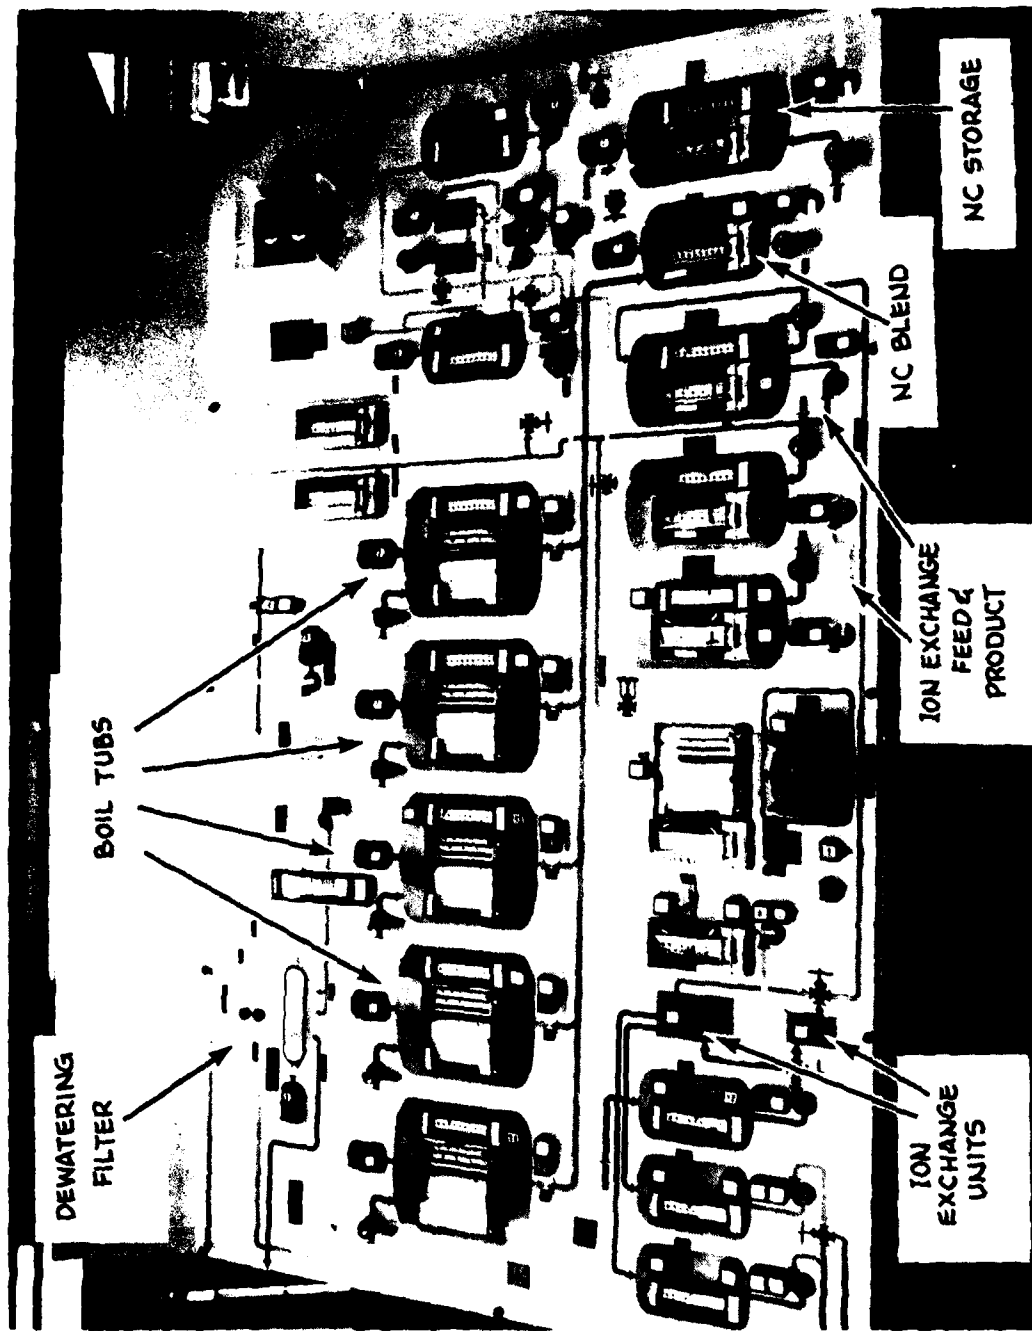 DEWATERING
FILTER
BOIL TUBS
ION
EXCHANGE
UNITS
ION EXCHANGE
FEED &
PRODUCT
NC BLEND
NC STORAGE